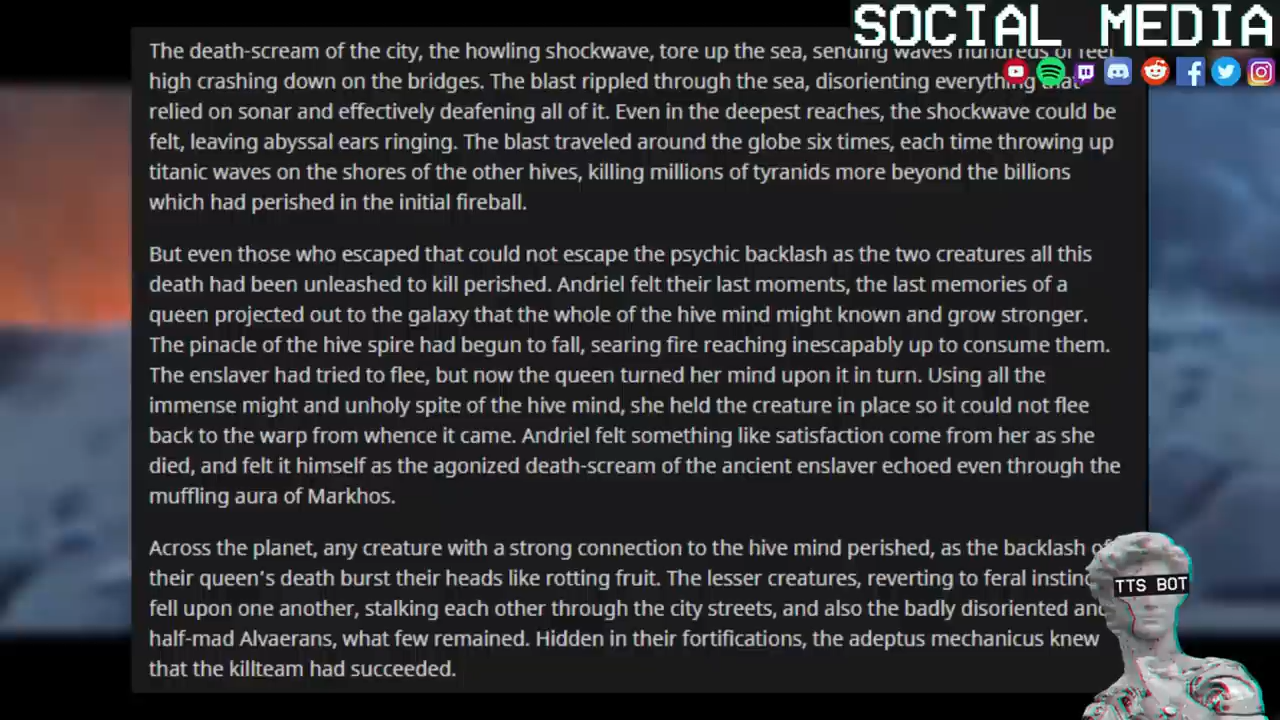 SOCIAL MEDIA
The death-scream of the city, the howling shockwave, tore up the sea, sending waves hundreds of feet
high crashing down on the bridges. The blast rippled through the sea, disorienting everything that
relied on sonar and effectively deafening all of it. Even in the deepest reaches, the shockwave could be
felt, leaving abyssal ears ringing. The blast traveled around the globe six times, each time throwing up
titanic waves on the shores of the other hives, killing millions of tyranids more beyond the billions
which had perished in the initial fireball.
But even those who escaped that could not escape the psychic backlash as the two creatures all this
death had been unleashed to kill perished. Andriel felt their last moments, the last memories of a
queen projected out to the galaxy that the whole of the hive mind might known and grow stronger.
The pinacle of the hive spire had begun to fall, searing fire reaching inescapably up to consume them.
The enslaver had tried to flee, but now the queen turned her mind upon it in turn. Using all the
immense might and unholy spite of the hive mind, she held the creature in place so it could not flee
back to the warp from whence it came. Andriel felt something like satisfaction come from her as she
died, and felt it himself as the agonized death-scream of the ancient enslaver echoed even through the
muffling aura of Markhos.
Across the planet, any creature with a strong connection to the hive mind perished, as the backlash of
their queen's death burst their heads like rotting fruit. The lesser creatures, reverting to feral
fell upon one another, stalking each other through the city streets, and also the badly disoriented and
half-mad Alvaerans, what few remained. Hidden in their fortifications, the adeptus mechanicus knew
that the killteam had succeeded.
TTS BOT